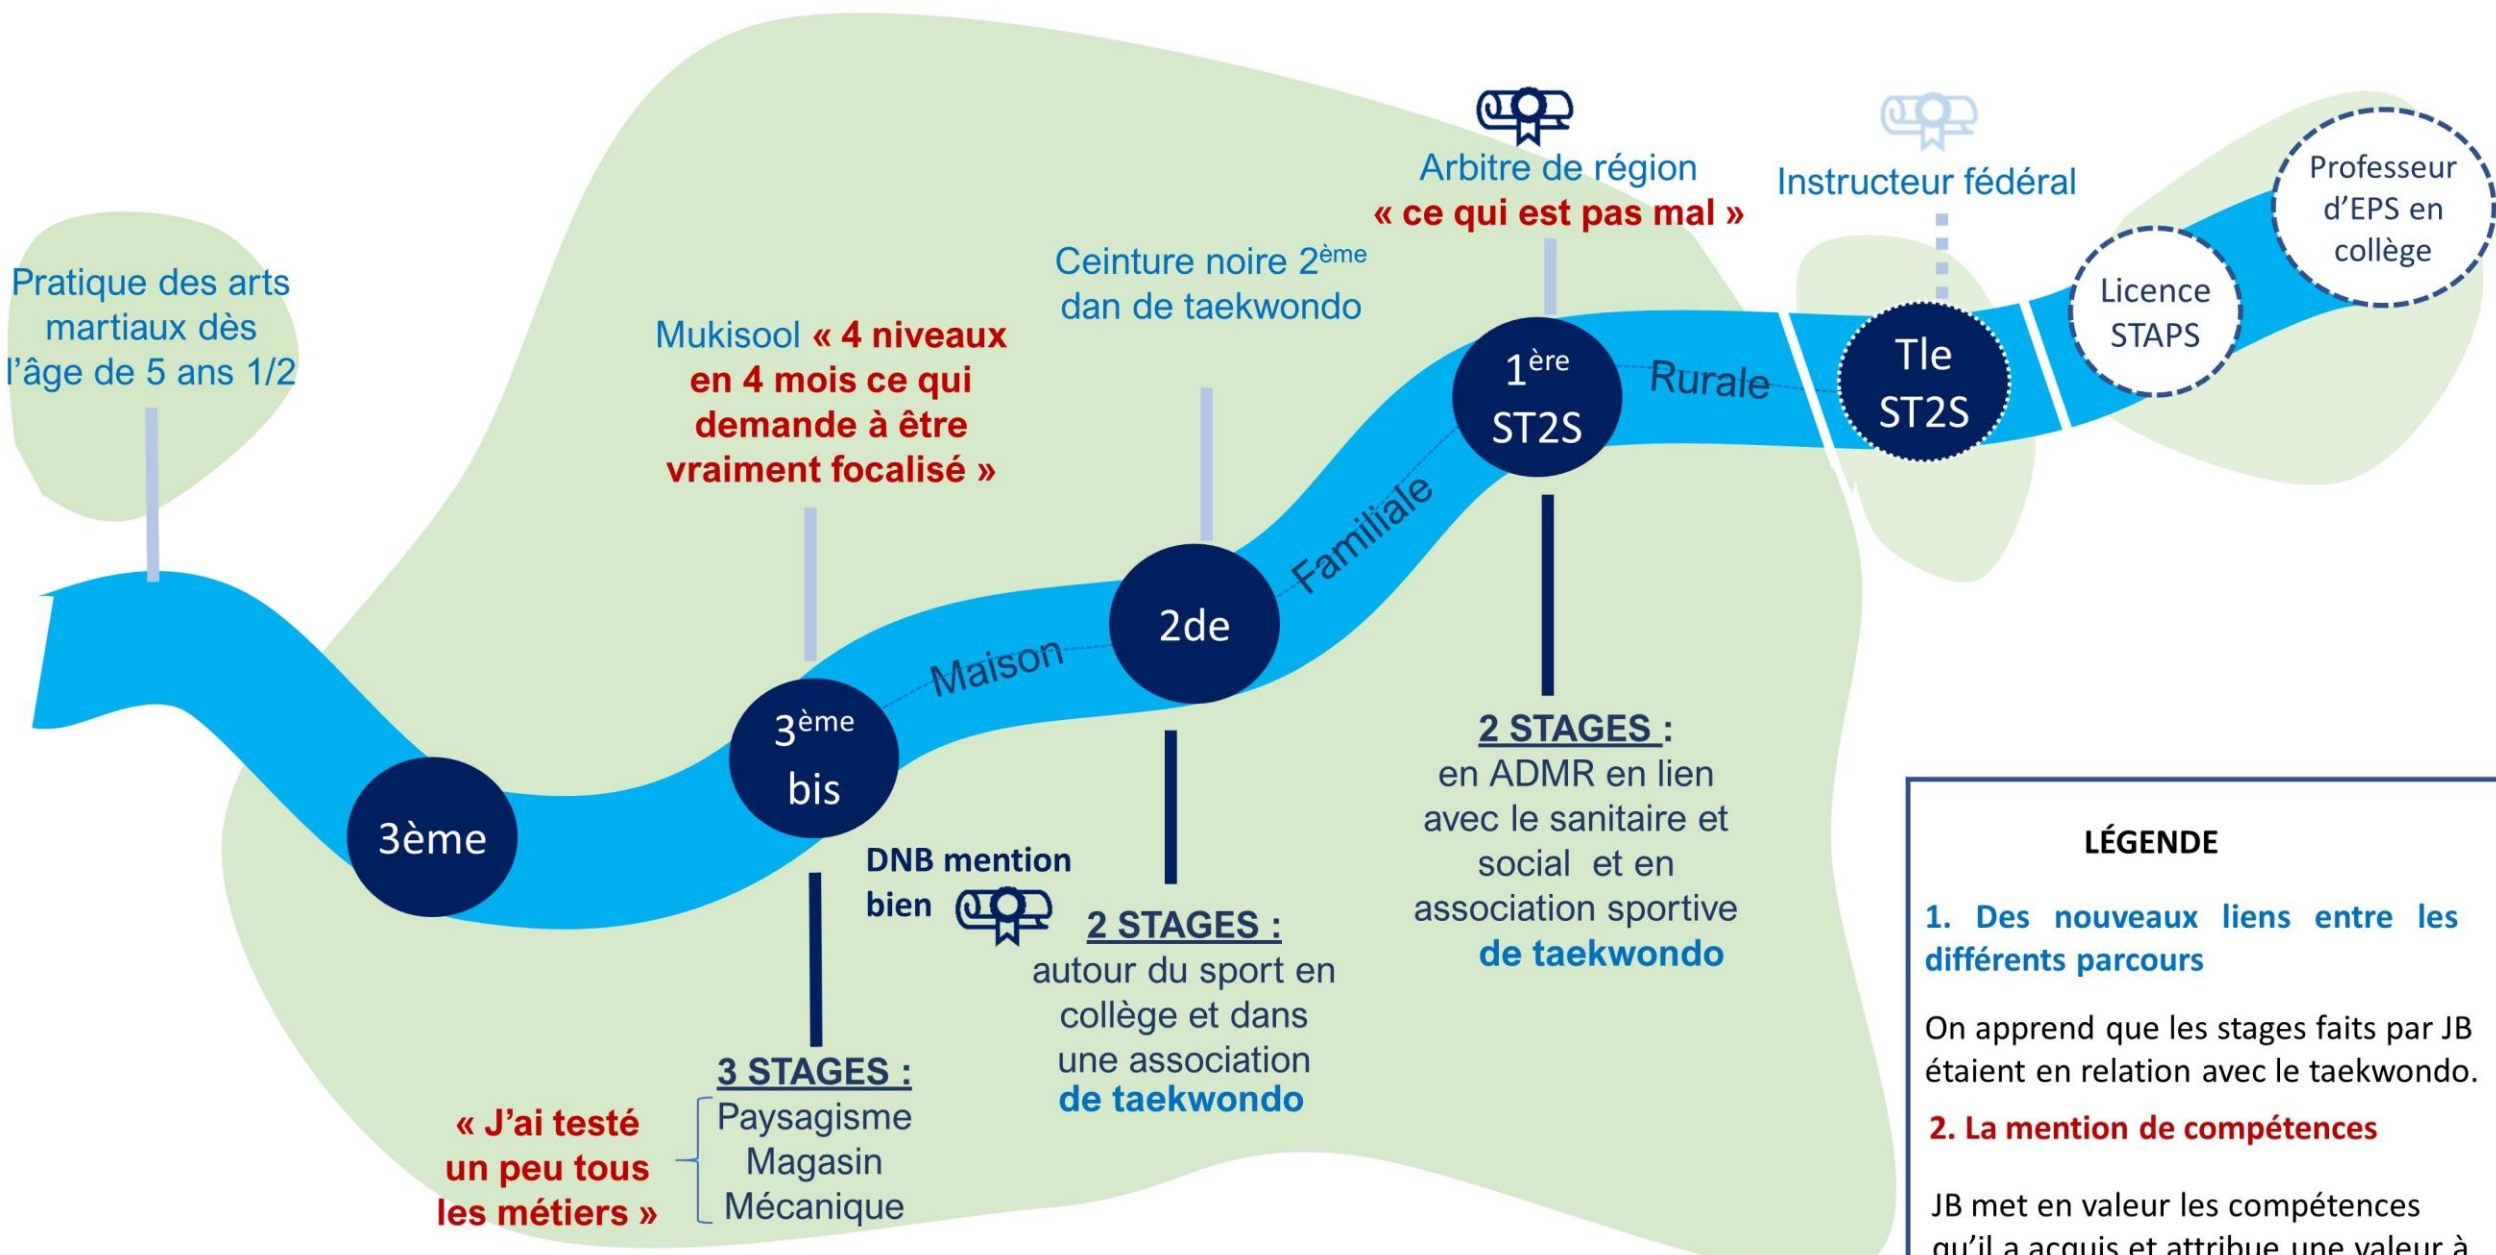 Pratique des arts
martiaux dès
l'âge de 5 ans 1/2
3ème
Mukisool « 4 niveaux
en 4 mois ce qui
demande à être
vraiment focalisé »
3ème
bis
DNB mention
bien
3 STAGES :
Paysagisme
Magasin
Mécanique
« J'ai testé
un peu tous
les métiers »
Maison
Ceinture noire 2ème
dan de taekwondo
2de
2 STAGES :
autour du sport en
collège et dans
une association
de taekwondo
Familiale
Arbitre de région
« ce qui est pas mal »
1ère
ST2S
2 STAGES :
en ADMR en lien
avec le sanitaire et
social et en
association sportive
de taekwondo
Rurale
Instructeur fédéral
Tle
ST2S
Licence
STAPS
Professeur
d'EPS en
collège
LÉGENDE
1. Des nouveaux liens entre les
différents parcours
On apprend que les stages faits par JB
étaient en relation avec le taekwondo.
2. La mention de compétences
JB met en valeur les compétences
qu'il a acquis et attribue une valeur à